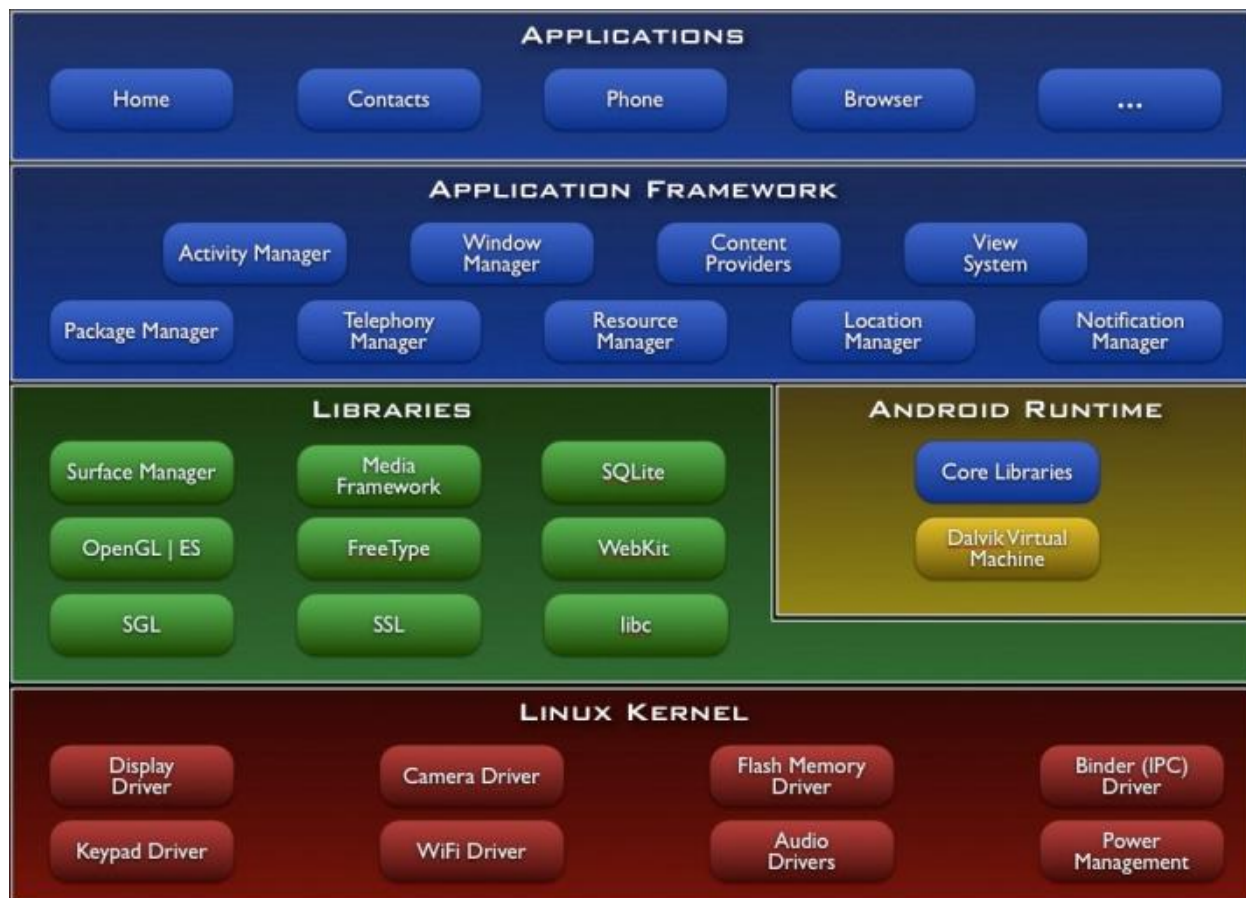 APPLICATIONS
Home
Contacts
Phone
Browser
...
APPLICATION FRAMEWORK
Activity Manager
Window
Manager
Content
Providers
View
System
Package Manager
Telephony
Manager
Resource
Manager
Location
Manager
Notification
Manager
LIBRARIES
Surface Manager
Media
Framework
SQLite
OpenGL | ES
FreeType
WebKit
SGL
SSL
libc
ANDROID RUNTIME
Core Libraries
Dalvik Virtual
Machine
LINUX KERNEL
Display
Driver
Camera Driver
Flash Memory
Driver
Binder (IPC)
Driver
Keypad Driver
WiFi Driver
Audio
Drivers
Power
Management